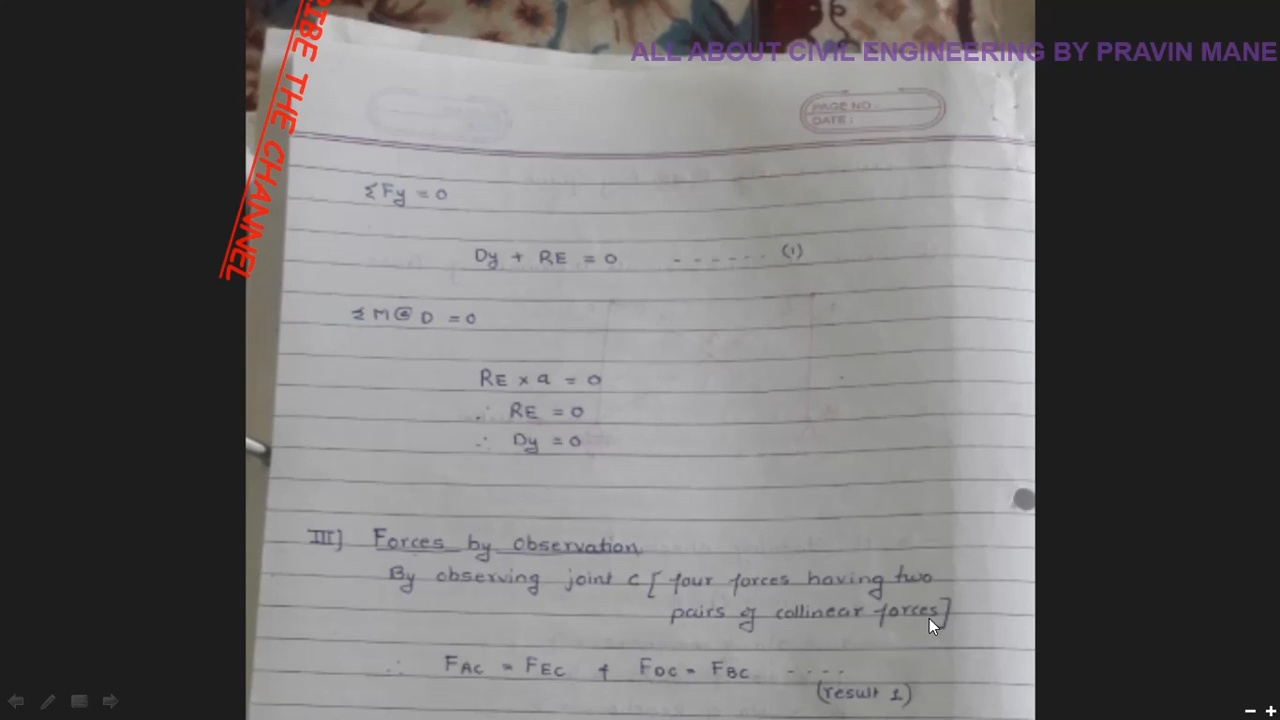 SCRIBE THE CHANNEL
ALL ABOUT CIVIL ENGINEERING BY PRAVIN MANE
PAGE NO.
DATE:
ΣFy = 0
Dy + RE = 0 ------ (1)
ΣM@ D = 0
RE x a = 0
∴ RE = 0
∴ Dy = 0
III] Forces by observation
By observing joint C [ four forces having two
pairs of collinear forces]
∴ FAC = FEC & FDC = FBC ----
(result 1)